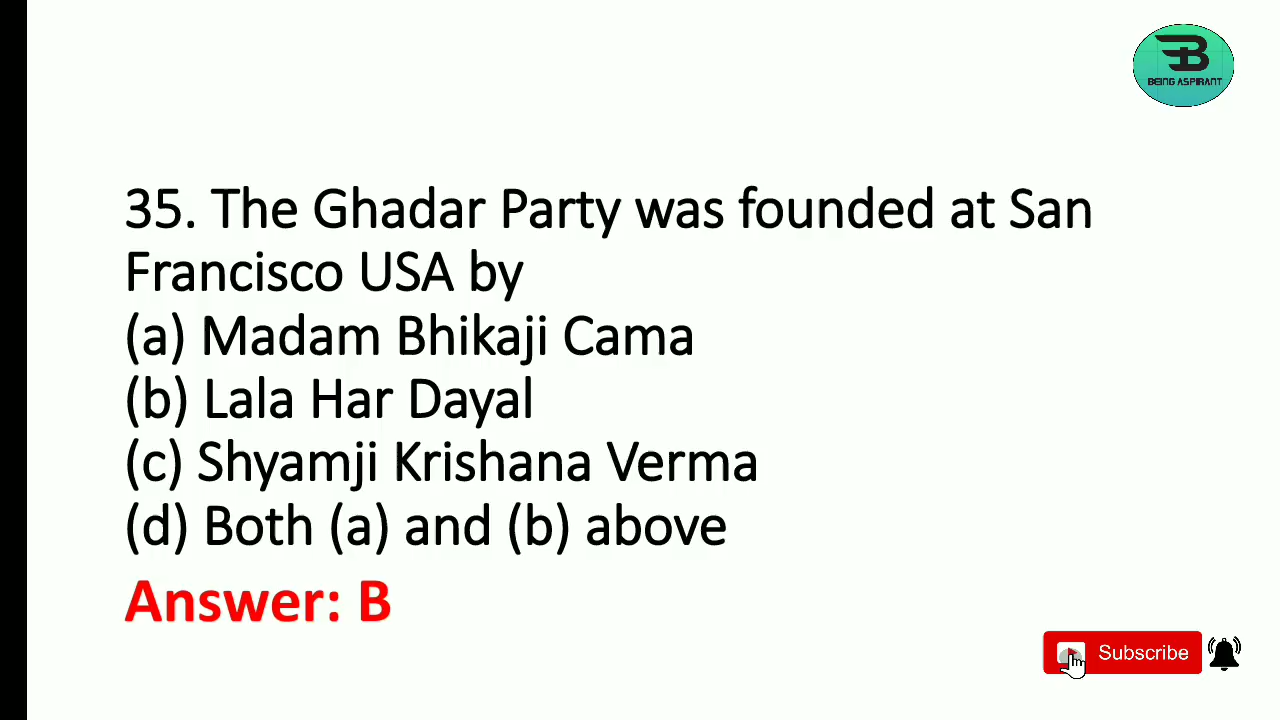 BEING ASPIRANT
35. The Ghadar Party was founded at San
Francisco USA by
(a) Madam Bhikaji Cama
(b) Lala Har Dayal
(c) Shyamji Krishana Verma
(d) Both (a) and (b) above
Answer: B
Subscribe